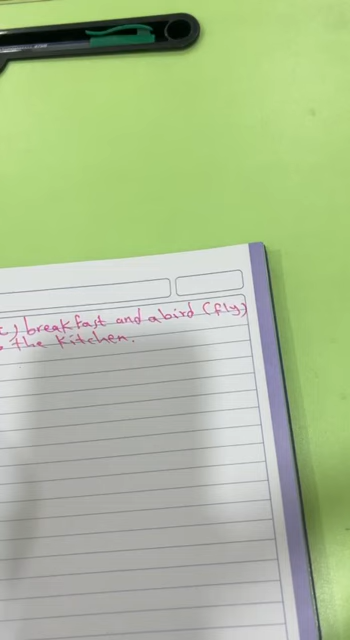 ) breakfast and a bird (fly)
the kitchen.